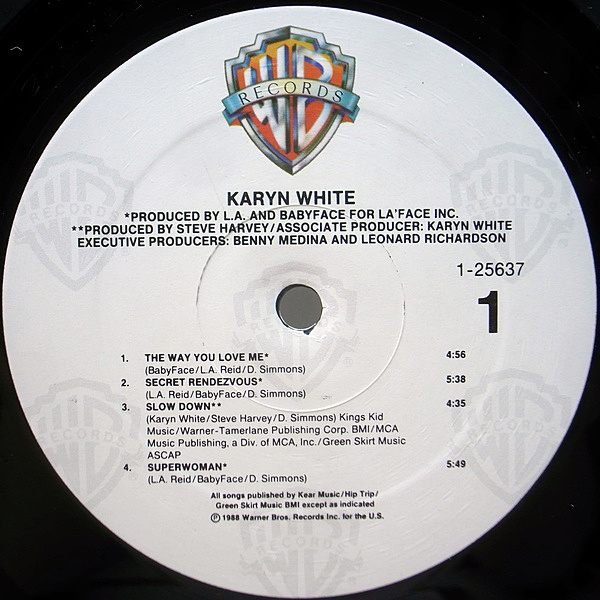 WB
RECORDS
KARYN WHITE
*PRODUCED BY L.A. AND BABYFACE FOR LA'FACE INC.
**PRODUCED BY STEVE HARVEY/ASSOCIATE PRODUCER: KARYN WHITE
EXECUTIVE PRODUCERS: BENNY MEDINA AND LEONARD RICHARDSON
1-25637
1
1. THE WAY YOU LOVE ME* 4:56
(BabyFace/L.A. Reid/D. Simmons)
2. SECRET RENDEZVOUS* 5:38
(L.A. Reid/BabyFace/D. Simmons)
3. SLOW DOWN** 4:35
(Karyn White/Steve Harvey/D. Simmons) Kings Kid
Music/Warner-Tamerlane Publishing Corp. BMI/MCA
Music Publishing, a Div. of MCA, Inc./Green Skirt Music
ASCAP
4. SUPERWOMAN* 5:49
(L.A. Reid/BabyFace/D. Simmons)
All songs published by Kear Music/Hip Trip/
Green Skirt Music BMI except as indicated
℗ 1988 Warner Bros. Records Inc. for the U.S.